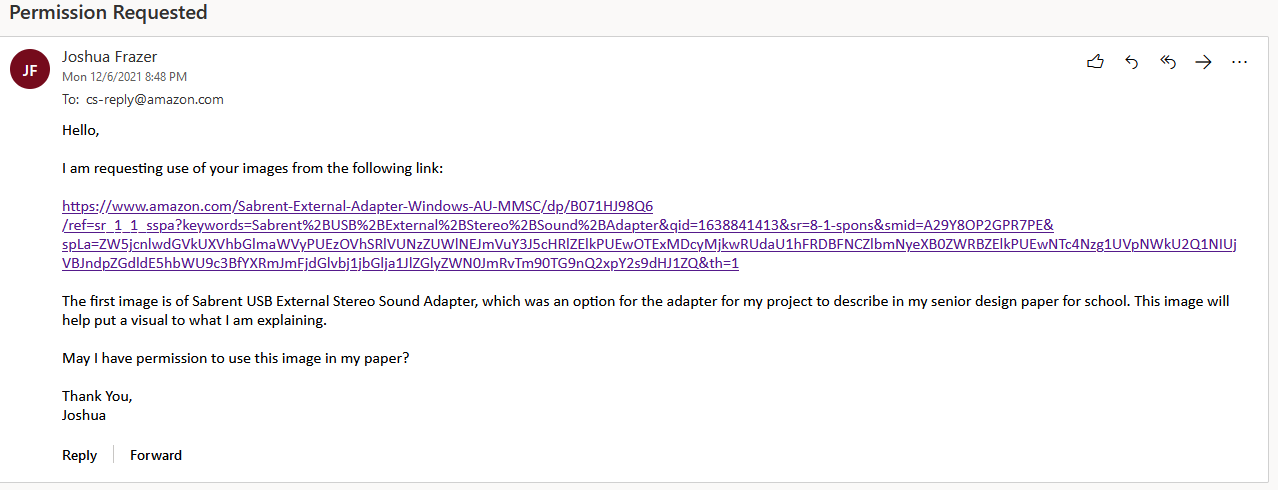 Permission Requested
JF
Joshua Frazer
Mon 12/6/2021 8:48 PM
To: cs-reply@amazon.com
Hello,
I am requesting use of your images from the following link:
https://www.amazon.com/Sabrent-External-Adapter-Windows-AU-MMSC/dp/B071HJ98Q6
/ref=sr_1_1_sspa?keywords=Sabrent%2BUSB%2BExternal%2BStereo%2BSound%2BAdapter&qid=1638841413&sr=8-1-spons&smid=A29Y8OP2GPR7PE&
spLa=ZW5jcnlwdGVkUXVhbGlmaWVyPUEzOVhSRlVUNzZUWlNEJmVuY3J5cHRlZElkPUEwOTExMDcyMjkwRUdaU1hFRDBFNCZlbmNyeXB0ZWRBZElkPUEwNTc4Nzg1UVpNWkU2Q1NIUj
VBJndpZGdldE5hbWU9c3BfYXRmJmFjdGlvbj1jbGlja1JlZGlyZWN0JmRvTm90TG9nQ2xpY2s9dHJ1ZQ&th=1
The first image is of Sabrent USB External Stereo Sound Adapter, which was an option for the adapter for my project to describe in my senior design paper for school. This image will
help put a visual to what I am explaining.
May I have permission to use this image in my paper?
Thank You,
Joshua
Reply Forward